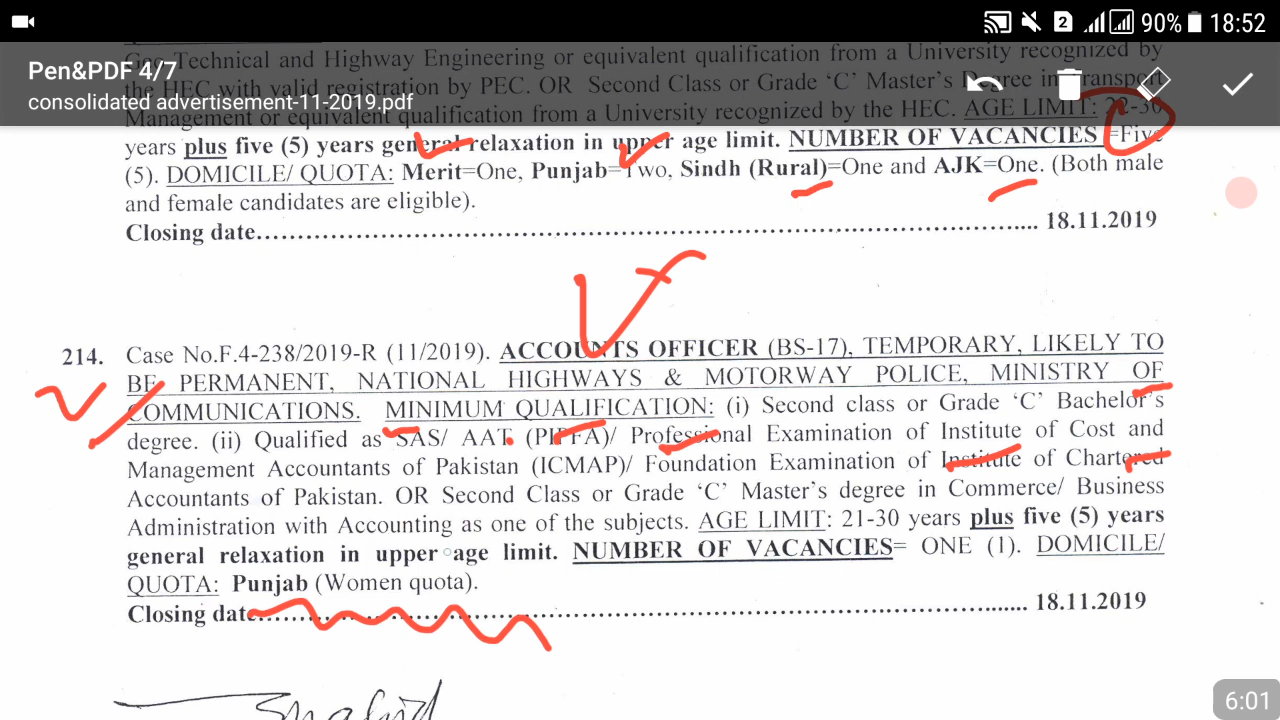 90% 18:52
2
Pen&PDF 4/7
consolidated advertisement-11-2019.pdf
Geo-Technical and Highway Engineering or equivalent qualification from a University recognized by
the HEC with valid registration by PEC. OR Second Class or Grade ‘C’ Master’s Degree in Transport
Management or equivalent qualification from a University recognized by the HEC. AGE LIMIT: 22-30
years plus five (5) years general relaxation in upper age limit. NUMBER OF VACANCIES =Five
(5). DOMICILE/ QUOTA: Merit=One, Punjab=Two, Sindh (Rural)=One and AJK=One. (Both male
and female candidates are eligible).
Closing date.......................................................................................... 18.11.2019
214. Case No.F.4-238/2019-R (11/2019). ACCOUNTS OFFICER (BS-17), TEMPORARY, LIKELY TO
BE PERMANENT, NATIONAL HIGHWAYS & MOTORWAY POLICE, MINISTRY OF
COMMUNICATIONS. MINIMUM QUALIFICATION: (i) Second class or Grade ‘C’ Bachelor’s
degree. (ii) Qualified as SAS/ AAT (PIPFA)/ Professional Examination of Institute of Cost and
Management Accountants of Pakistan (ICMAP)/ Foundation Examination of Institute of Chartered
Accountants of Pakistan. OR Second Class or Grade ‘C’ Master’s degree in Commerce/ Business
Administration with Accounting as one of the subjects. AGE LIMIT: 21-30 years plus five (5) years
general relaxation in upper age limit. NUMBER OF VACANCIES= ONE (1). DOMICILE/
QUOTA: Punjab (Women quota).
Closing date.......................................................................................... 18.11.2019
6:01